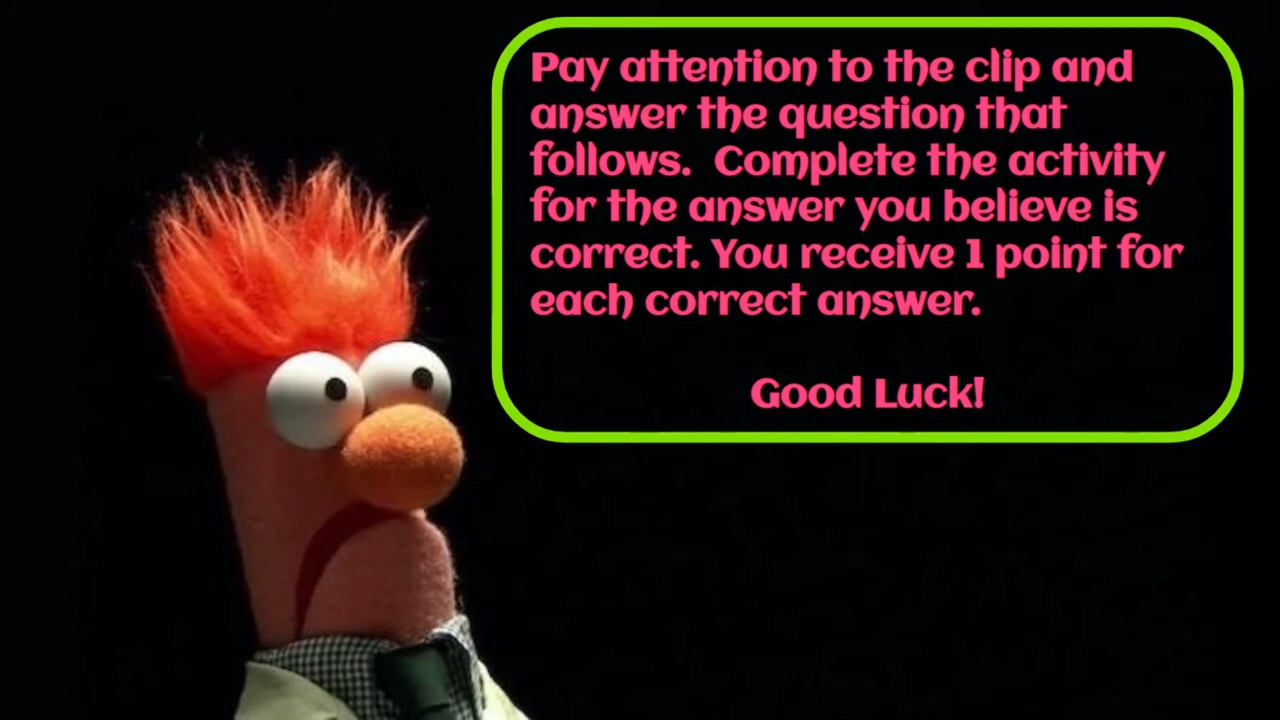 Pay attention to the clip and
answer the question that
follows.  Complete the activity
for the answer you believe is
correct. You receive 1 point for
each correct answer.
Good Luck!